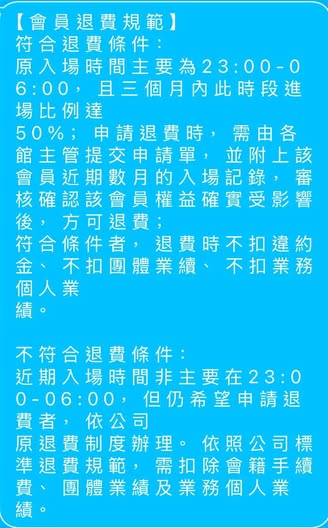 【會員退費規範】
符合退費條件：
原入場時間主要為23:00-0
6:00， 且三個月內此時段進
場比例達
50%； 申請退費時， 需由各
館主管提交申請單， 並附上該
會員近期數月的入場記錄， 審
核確認該會員權益確實受影響
後， 方可退費；
符合條件者， 退費時不扣違約
金、 不扣團體業績、 不扣業務
個人業
績。

不符合退費條件：
近期入場時間非主要在23:0
0-06:00， 但仍希望申請退
費者， 依公司
原退費制度辦理。 依照公司標
準退費規範， 需扣除會籍手續
費、 團體業績及業務個人業
績。